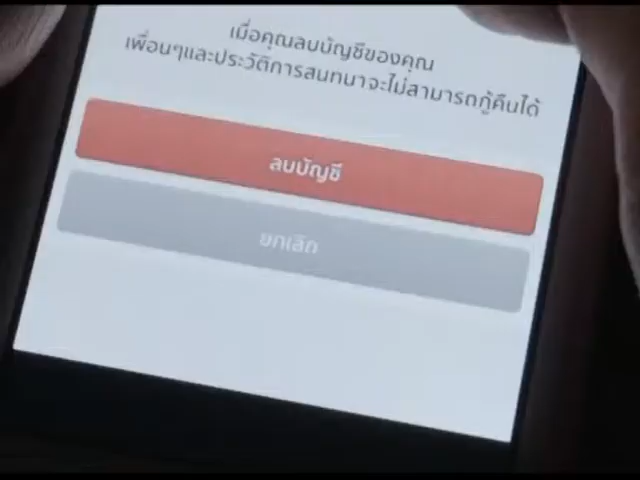 เมื่อคุณลบบัญชีของคุณ
เพื่อนๆและประวัติการสนทนาจะไม่สามารถกู้คืนได้
ลบบัญชี
ยกเลิก